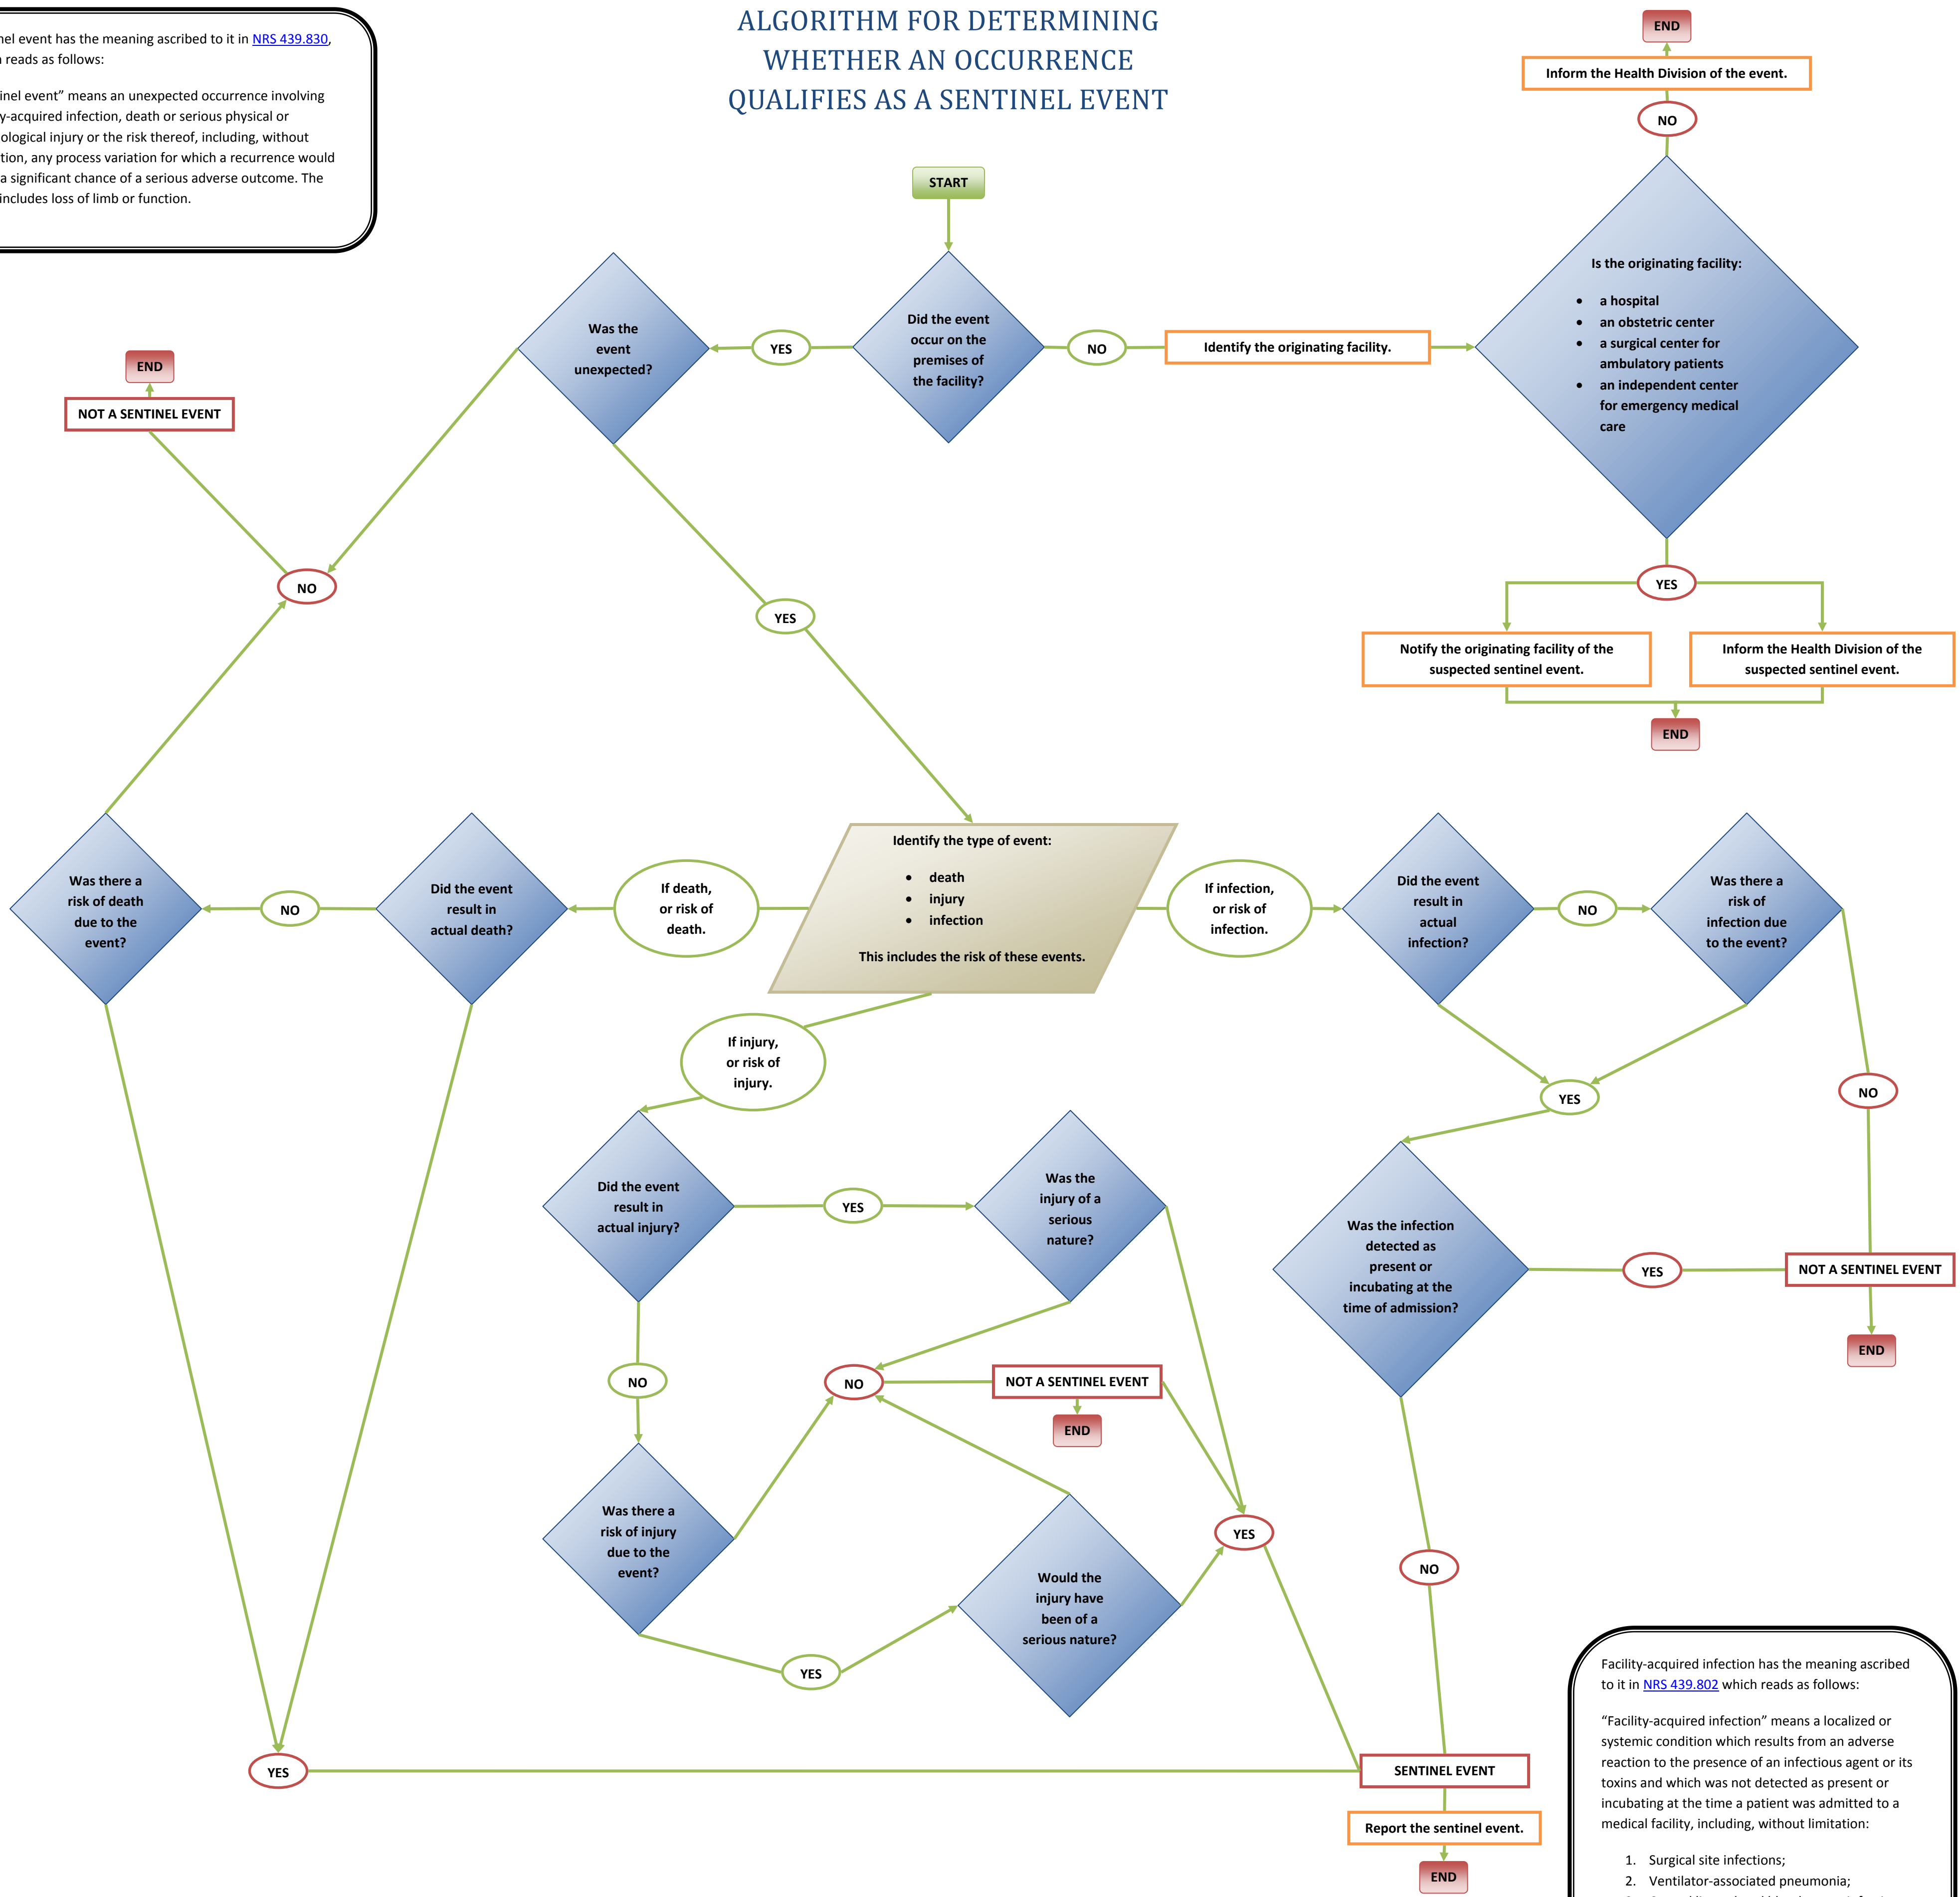 ALGORITHM FOR DETERMINING
WHETHER AN OCCURRENCE
QUALIFIES AS A SENTINEL EVENT
event has the meaning ascribed to it in NRS 439.830,
reads as follows:
event” means an unexpected occurrence involving
infection, death or serious physical or
injury or the risk thereof, including, without
any process variation for which a recurrence would
a significant chance of a serious adverse outcome. The
includes loss of limb or function.
END
Inform the Health Division of the event.
NO
START
Is the originating facility:
• a hospital
• an obstetric center
• a surgical center for
ambulatory patients
• an independent center
for emergency medical
care
Was the
event
unexpected?
YES
Did the event
occur on the
premises of
the facility?
NO
Identify the originating facility.
END
NOT A SENTINEL EVENT
NO
YES
YES
Notify the originating facility of the
suspected sentinel event.
Inform the Health Division of the
suspected sentinel event.
END
Was there a
risk of death
due to the
event?
NO
Did the event
result in
actual death?
If death,
or risk of
death.
Identify the type of event:
• death
• injury
• infection
This includes the risk of these events.
If infection,
or risk of
infection.
Did the event
result in
actual
infection?
NO
Was there a
risk of
infection due
to the event?
If injury,
or risk of
injury.
YES
NO
Did the event
result in
actual injury?
YES
Was the
injury of a
serious
nature?
Was the infection
detected as
present or
incubating at the
time of admission?
YES
NOT A SENTINEL EVENT
END
NO
NO
NOT A SENTINEL EVENT
END
Was there a
risk of injury
due to the
event?
YES
Would the
injury have
been of a
serious nature?
YES
NO
YES
SENTINEL EVENT
Report the sentinel event.
END
Facility-acquired infection has the meaning ascribed
to it in NRS 439.802 which reads as follows:
“Facility-acquired infection” means a localized or
systemic condition which results from an adverse
reaction to the presence of an infectious agent or its
toxins and which was not detected as present or
incubating at the time a patient was admitted to a
medical facility, including, without limitation:
1. Surgical site infections;
2. Ventilator-associated pneumonia;